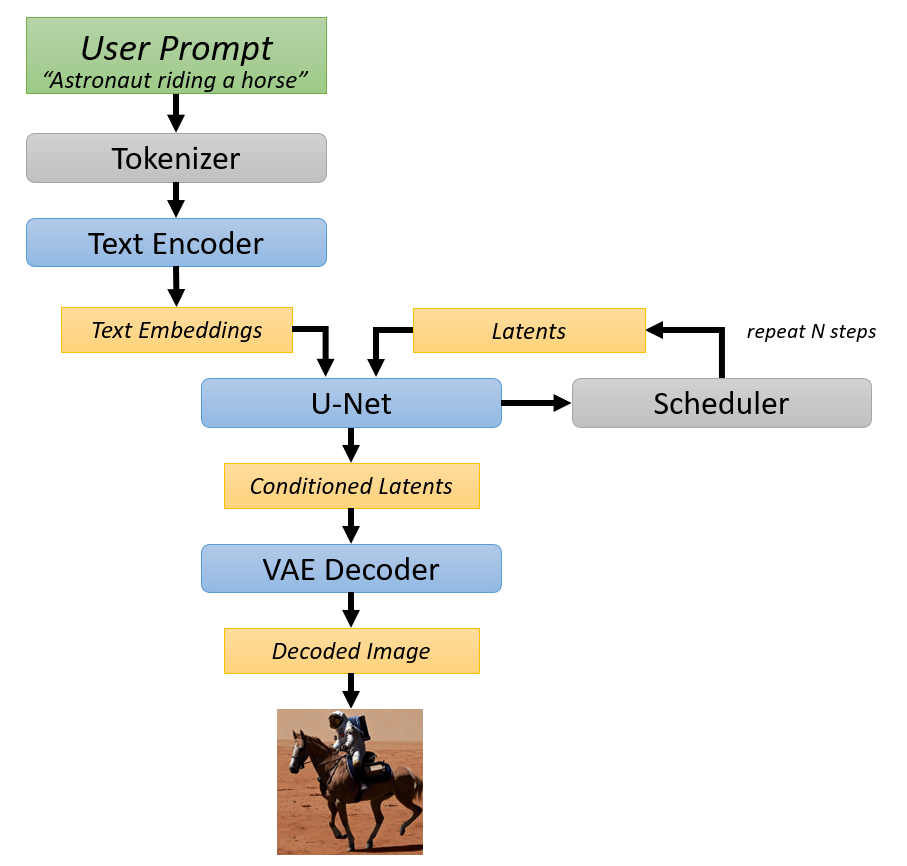 User Prompt
“Astronaut riding a horse”
Tokenizer
Text Encoder
Text Embeddings
Latents
repeat N steps
U-Net
Scheduler
Conditioned Latents
VAE Decoder
Decoded Image